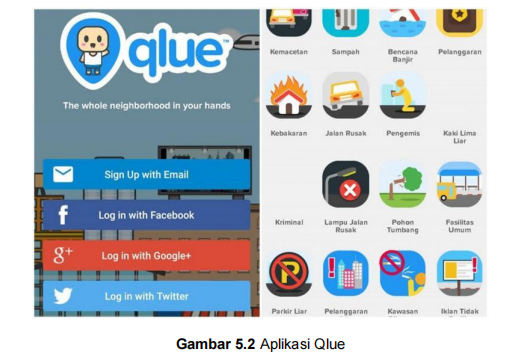 qlue™
The whole neighborhood in your hands
Sign Up with Email
f Log in with Facebook
g+ Log in with Google+
Log in with Twitter
Kemacetan Sampah Bencana Banjir Pelanggaran
Kebakaran Jalan Rusak Pengemis Kaki Lima Liar
Kriminal Lampu Jalan Rusak Pohon Tumbang Fasilitas Umum
P
Parkir Liar Pelanggaran Kawasan Iklan Tidak
Gambar 5.2 Aplikasi Qlue